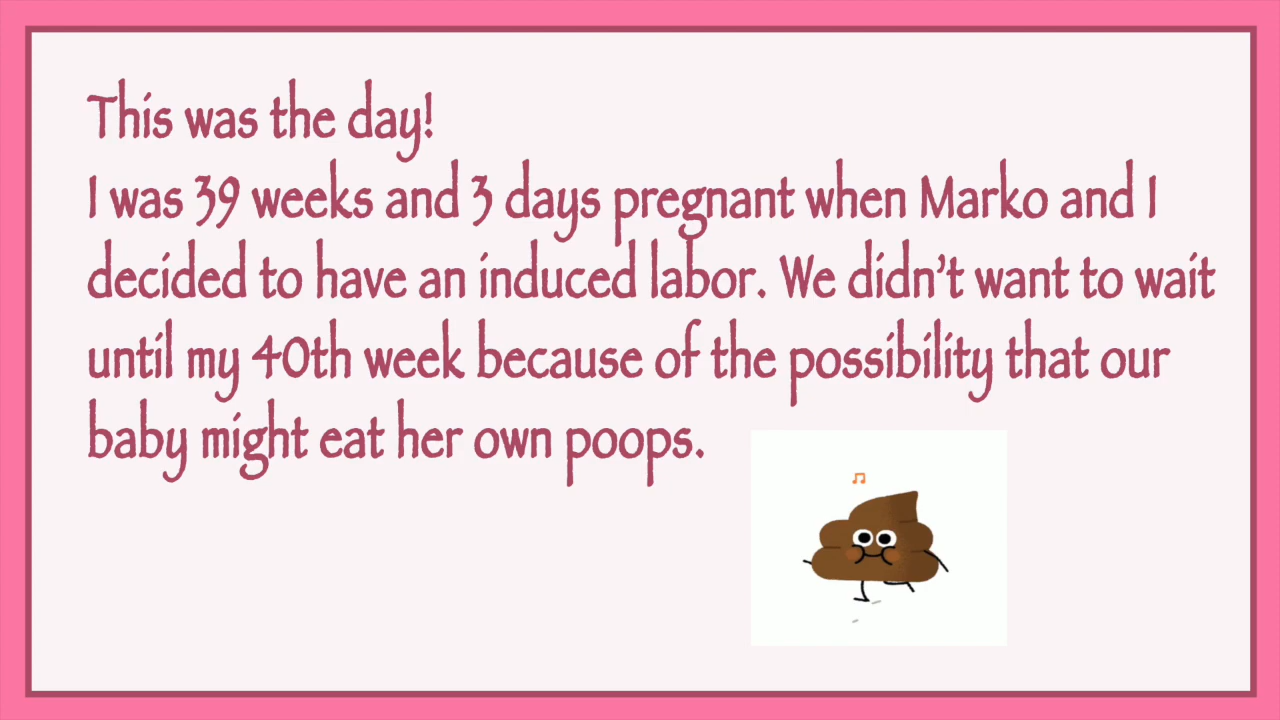 This was the day!
I was 39 weeks and 3 days pregnant when Marko and I
decided to have an induced labor. We didn’t want to wait
until my 40th week because of the possibility that our
baby might eat her own poops.